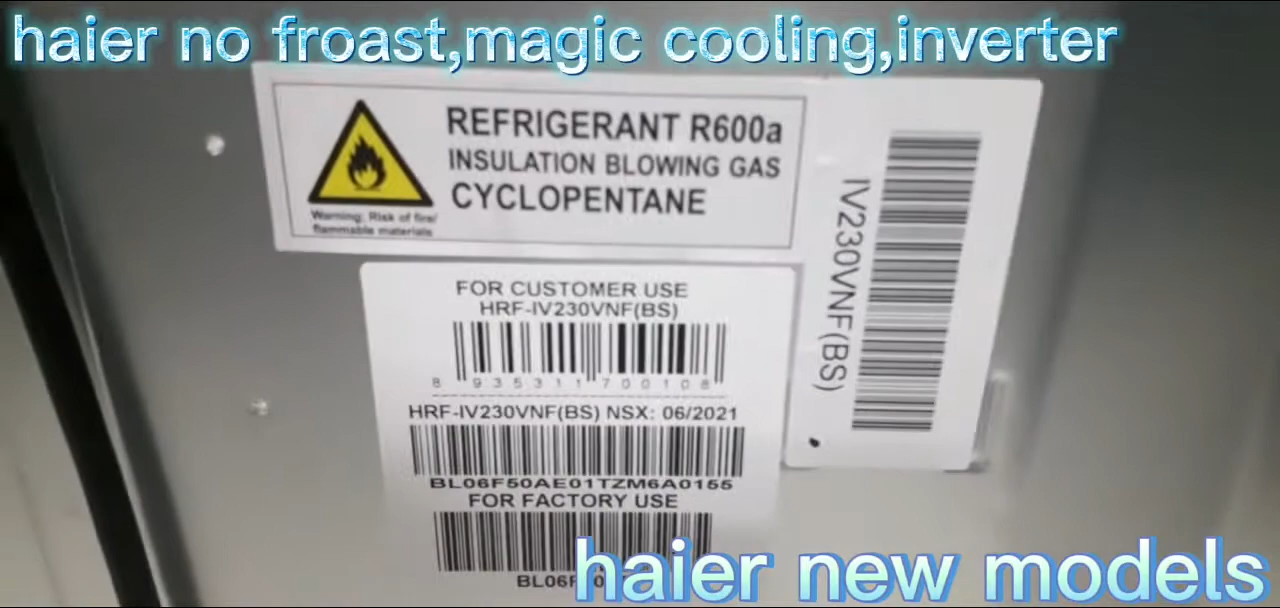 haier no froast,magic cooling,inverter
REFRIGERANT R600a
INSULATION BLOWING GAS
CYCLOPENTANE
Warning; Risk of fire/
flammable materials
IV230VNF(BS)
FOR CUSTOMER USE
HRF-IV230VNF(BS)
8 935311 700108
HRF-IV230VNF(BS) NSX: 06/2021
BL06F50AE01TZM6A0155
FOR FACTORY USE
haier new models